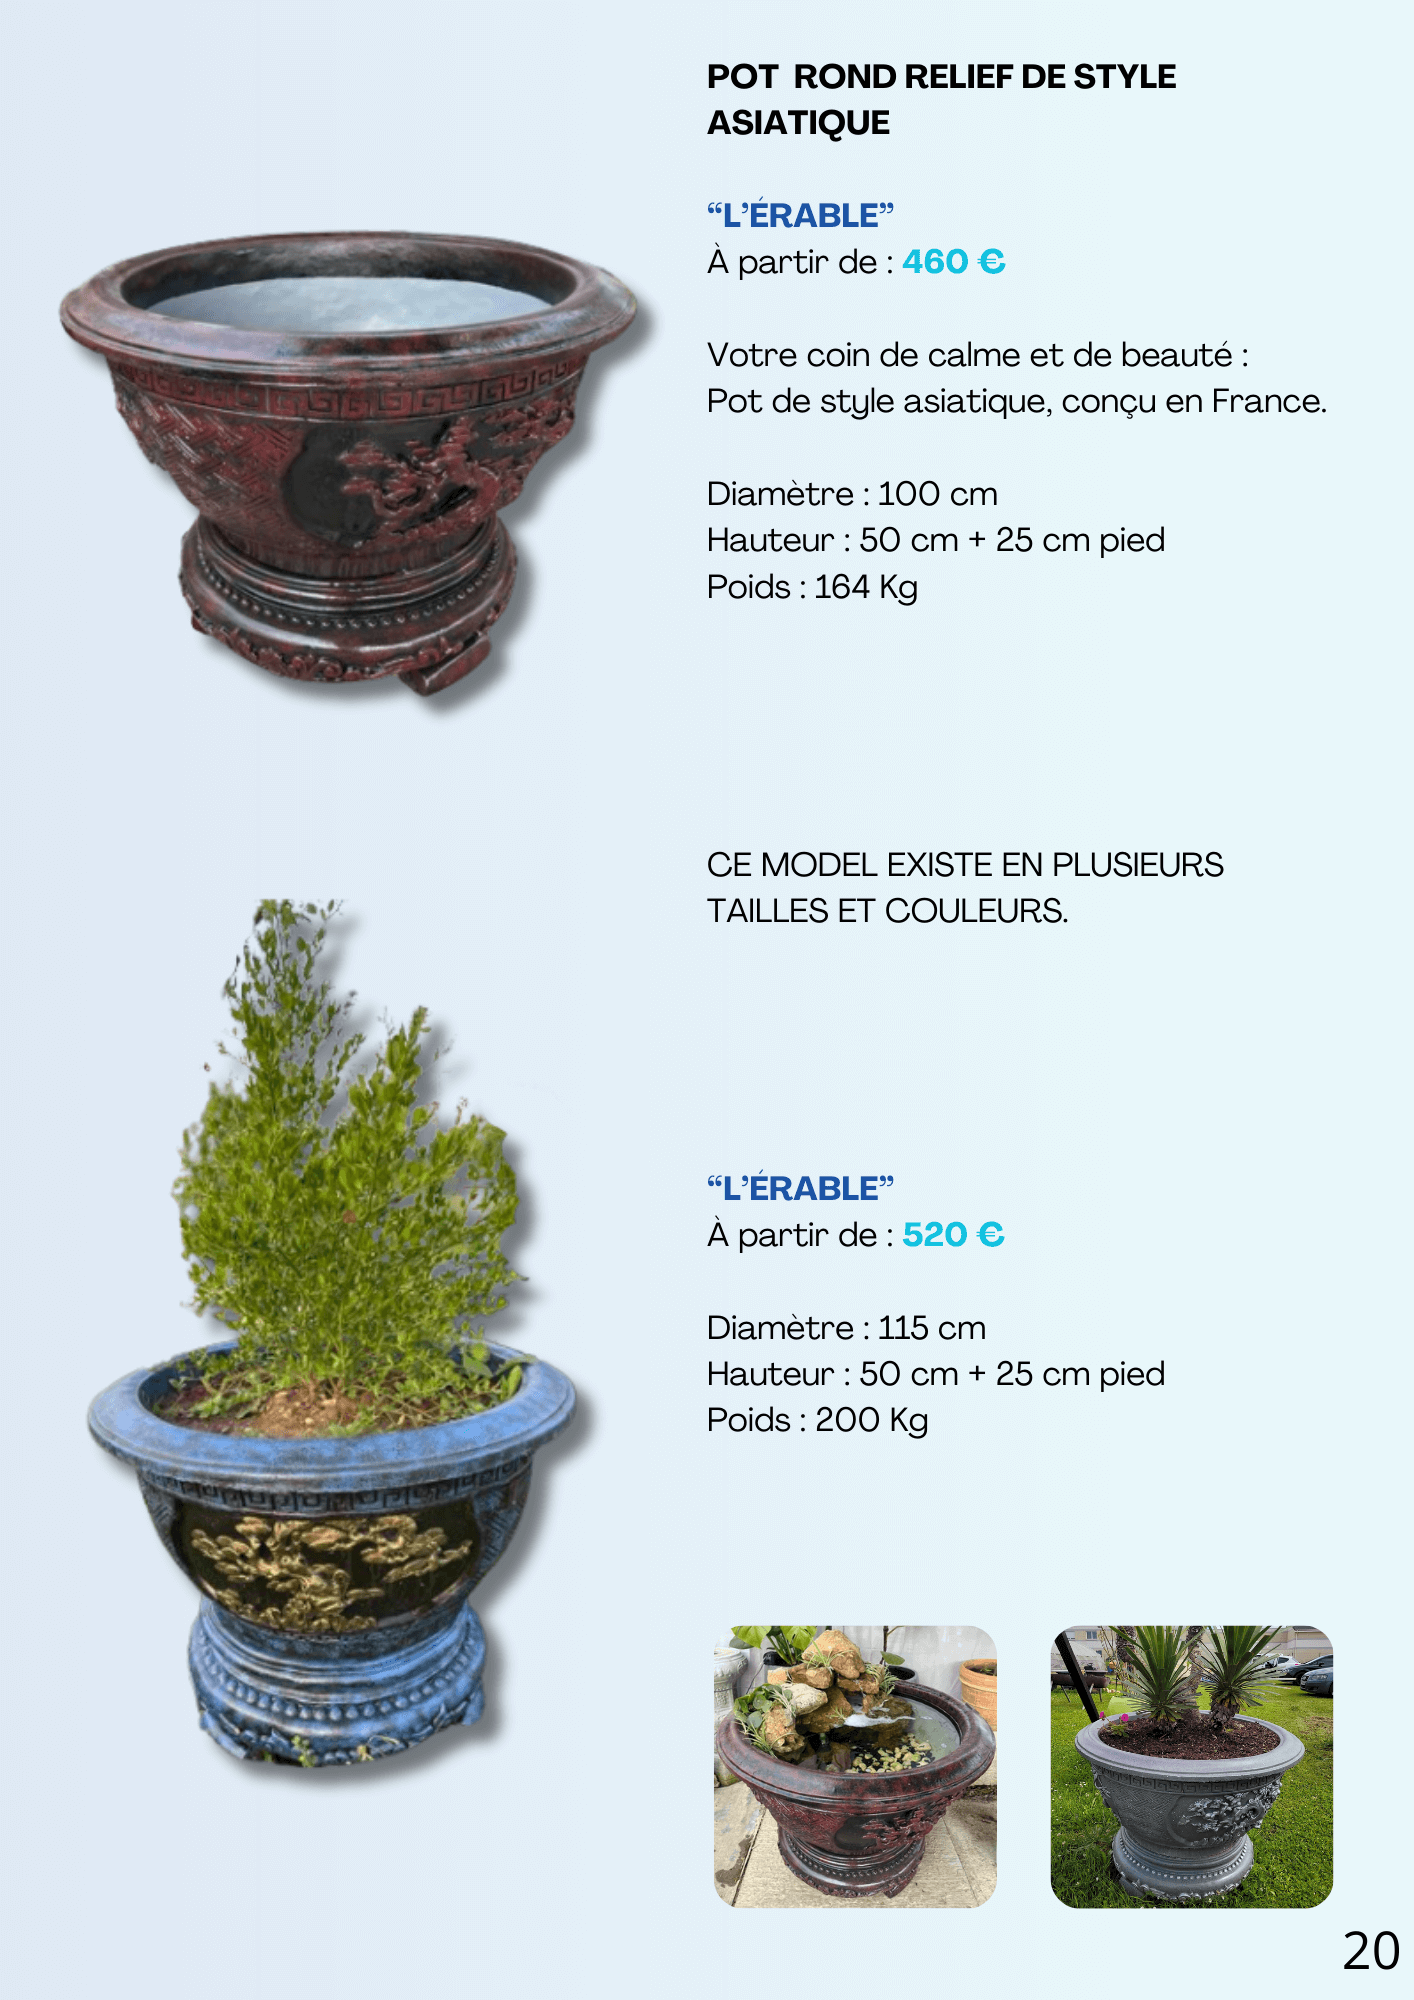 POT ROND RELIEF DE STYLE
ASIATIQUE
“L’ÉRABLE”
À partir de : 460 €
Votre coin de calme et de beauté :
Pot de style asiatique, conçu en France.
Diamètre : 100 cm
Hauteur : 50 cm + 25 cm pied
Poids : 164 Kg
CE MODEL EXISTE EN PLUSIEURS
TAILLES ET COULEURS.
“L’ÉRABLE”
À partir de : 520 €
Diamètre : 115 cm
Hauteur : 50 cm + 25 cm pied
Poids : 200 Kg
20